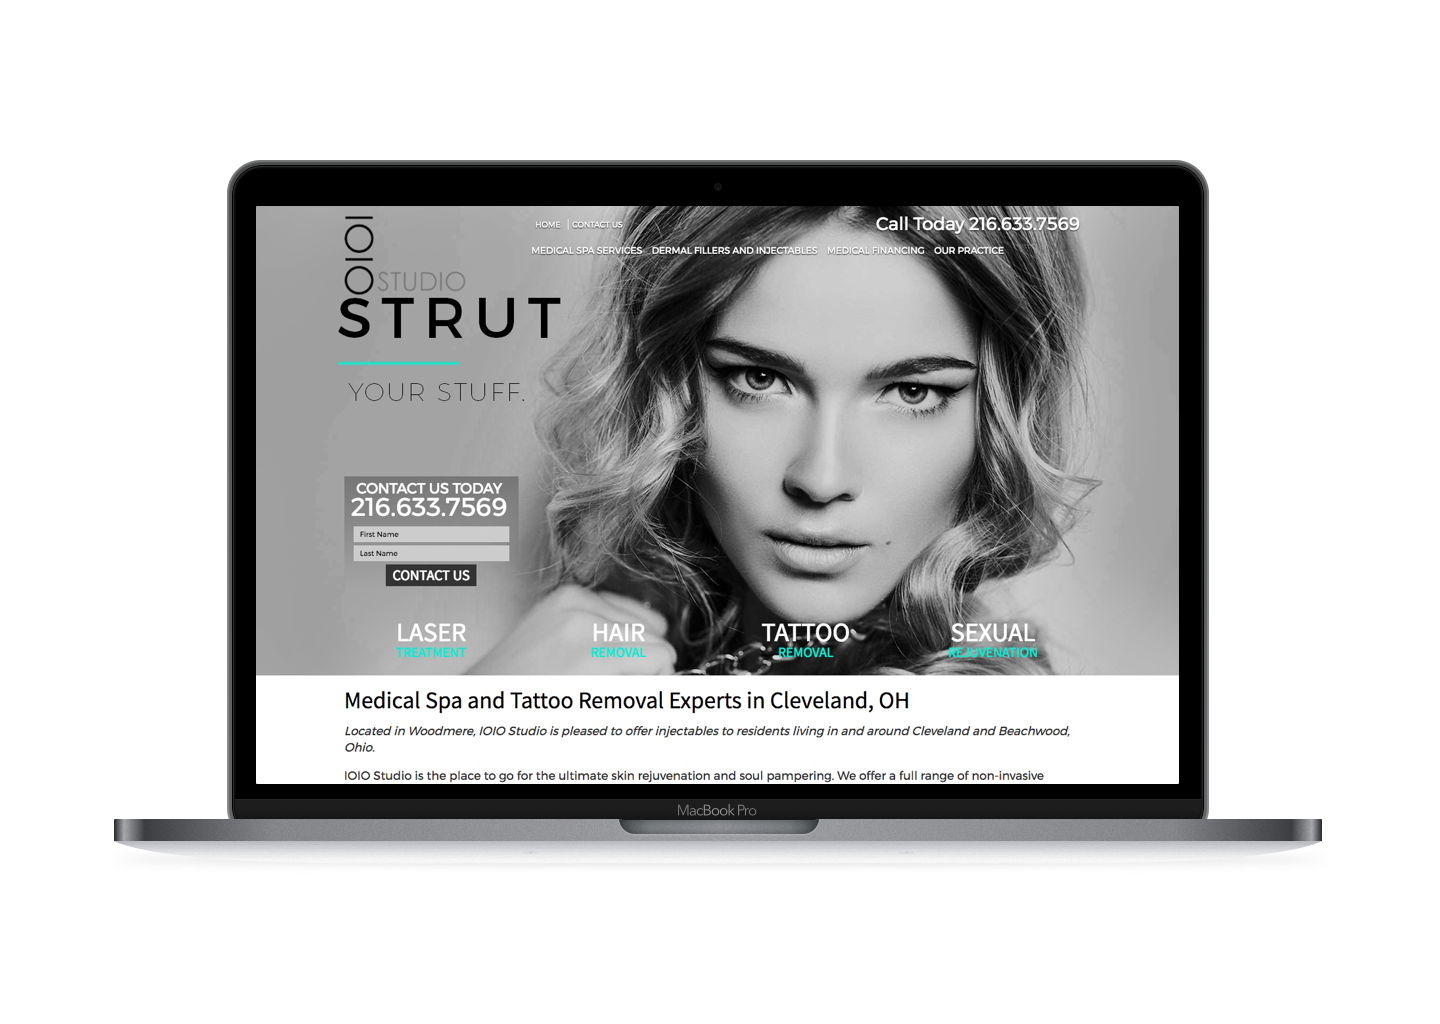 IOIO
STUDIO
HOME | CONTACT US
Call Today 216.633.7569
MEDICAL SPA SERVICES DERMAL FILLERS AND INJECTABLES MEDICAL FINANCING OUR PRACTICE
STRUT
YOUR STUFF.
CONTACT US TODAY
216.633.7569
First Name
Last Name
CONTACT US
LASER
TREATMENT
HAIR
REMOVAL
TATTOO
REMOVAL
SEXUAL
REJUVENATION
Medical Spa and Tattoo Removal Experts in Cleveland, OH
Located in Woodmere, IOIO Studio is pleased to offer injectables to residents living in and around Cleveland and Beachwood,
Ohio.
IOIO Studio is the place to go for the ultimate skin rejuvenation and soul pampering. We offer a full range of non-invasive
MacBook Pro